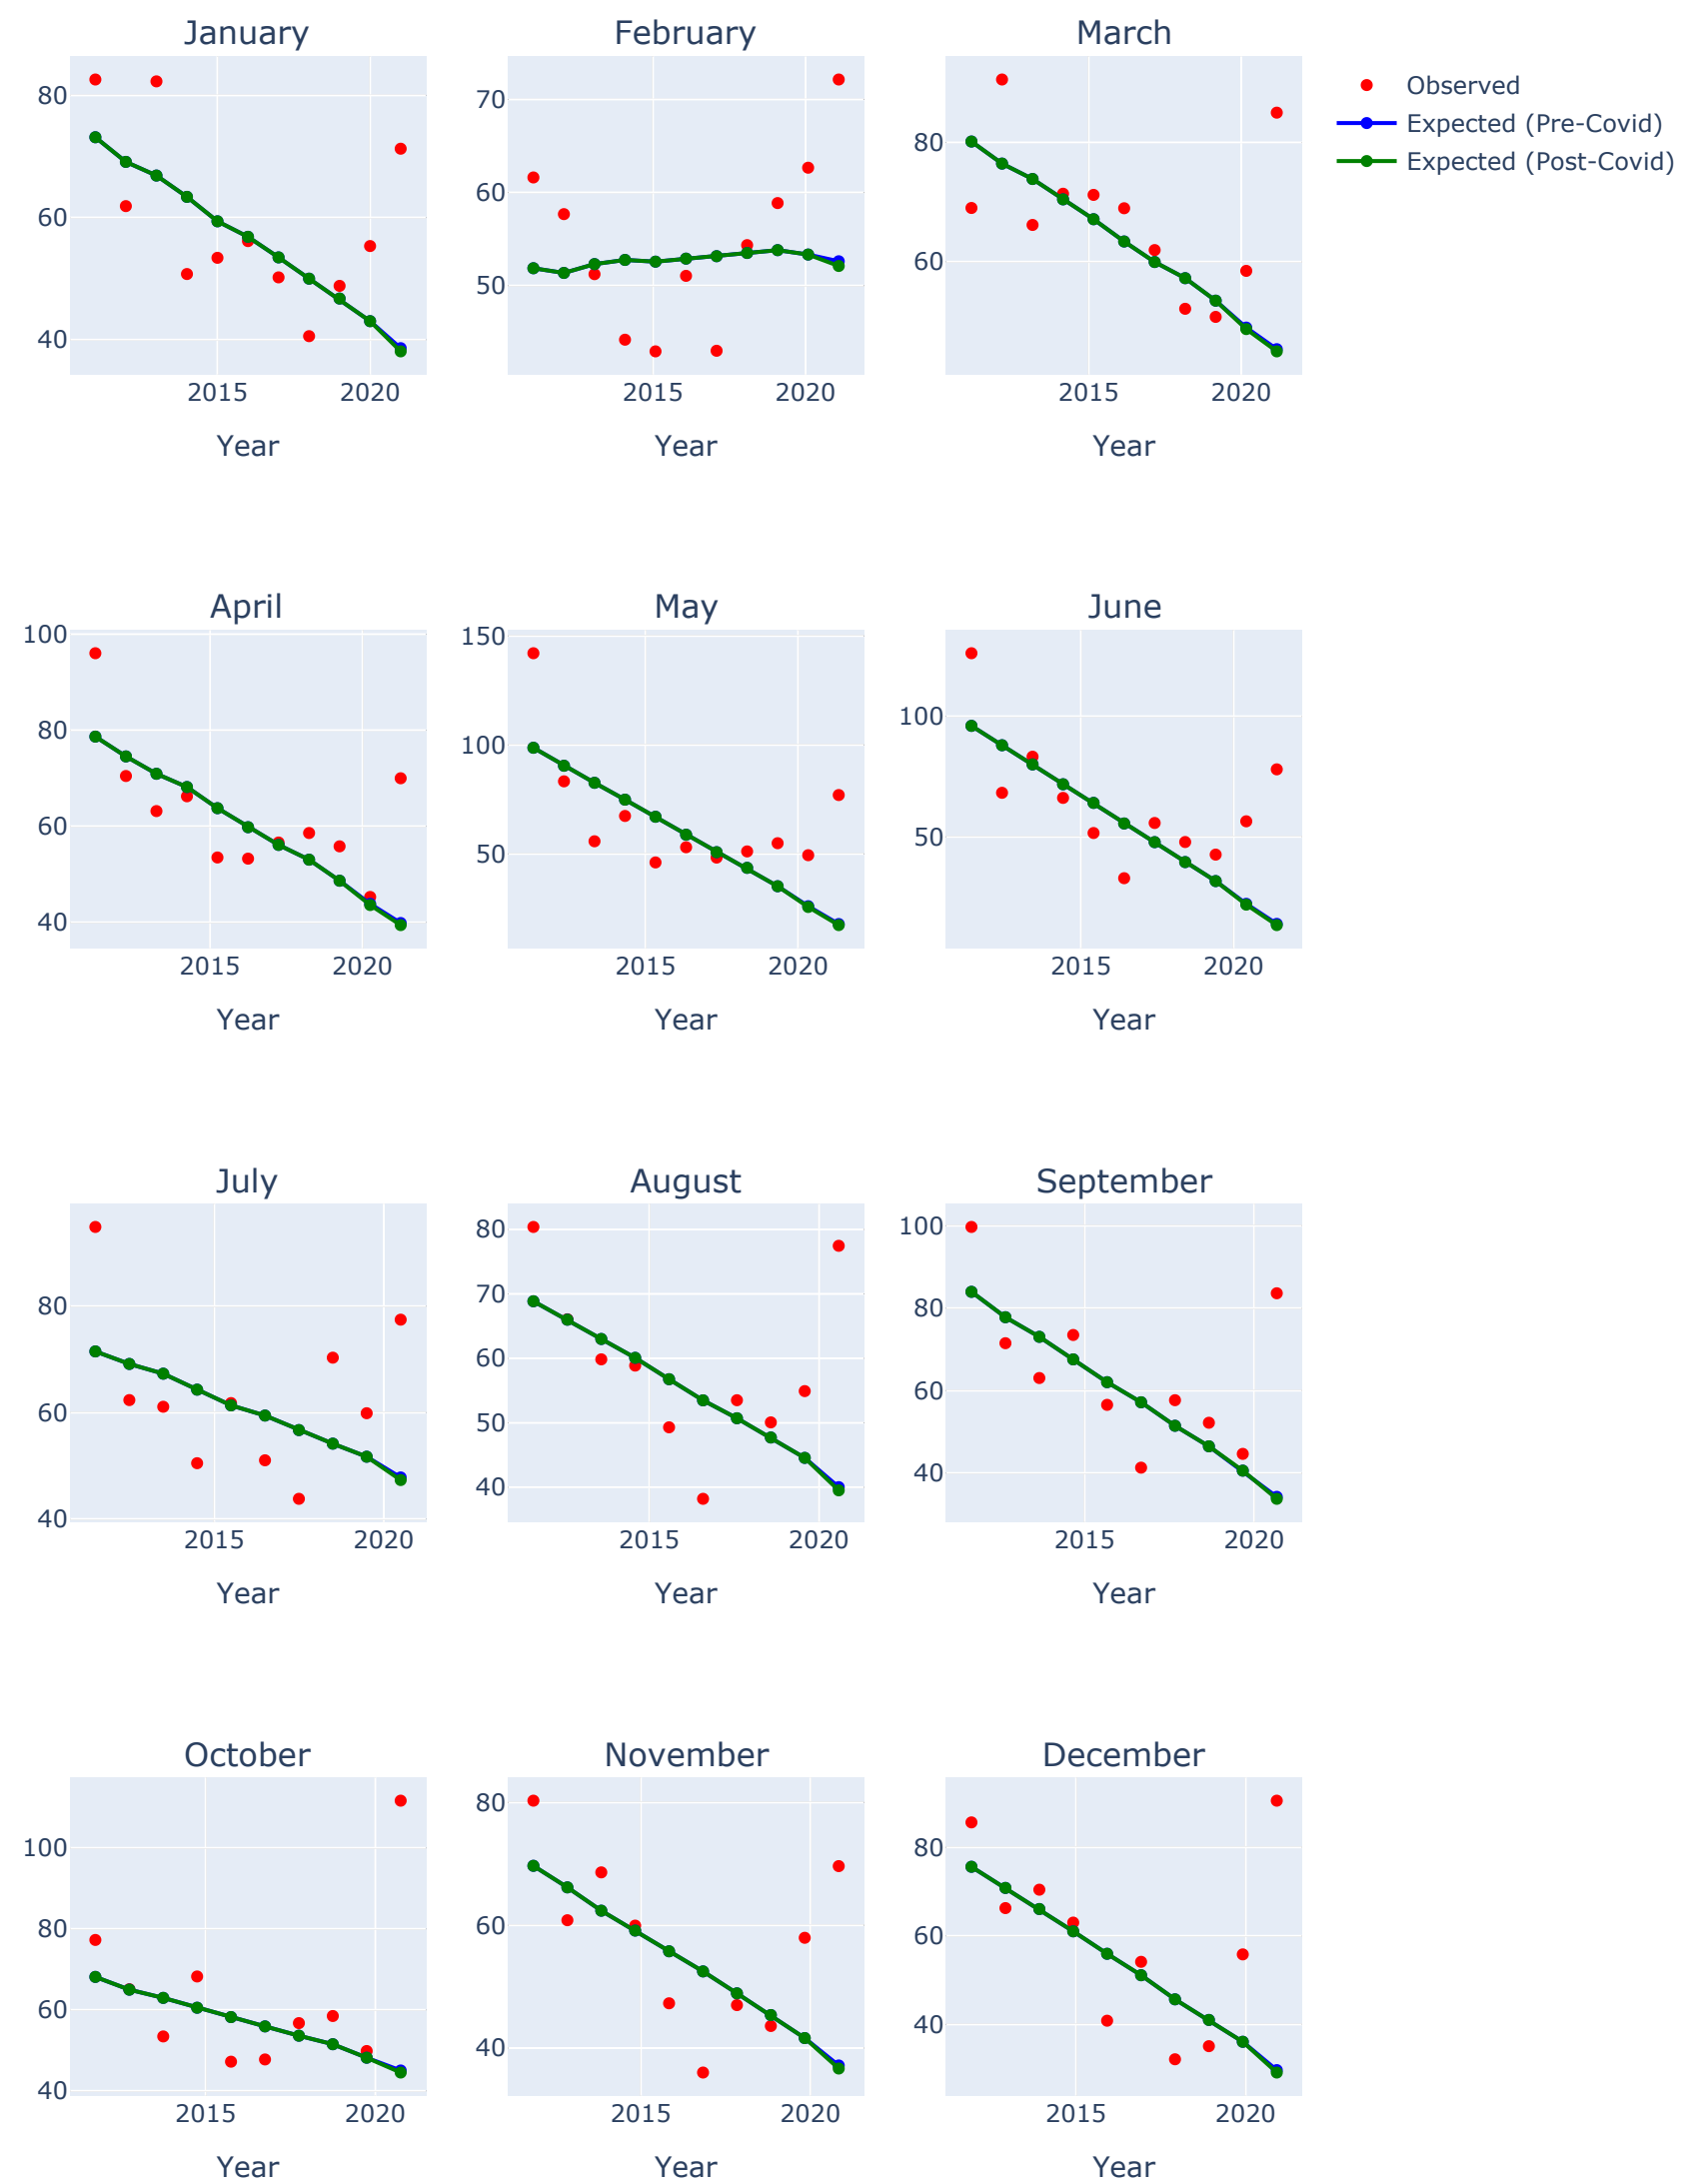 January February March
80
60
40
2015 2020
Year
70
60
50
2015 2020
Year
80
60
2015 2020
Year
Observed
Expected (Pre-Covid)
Expected (Post-Covid)
April May June
100
80
60
40
2015 2020
Year
150
100
50
2015 2020
Year
100
50
2015 2020
Year
July August September
80
60
40
2015 2020
Year
80
70
60
50
40
2015 2020
Year
100
80
60
40
2015 2020
Year
October November December
100
80
60
40
2015 2020
Year
80
60
40
2015 2020
Year
80
60
40
2015 2020
Year